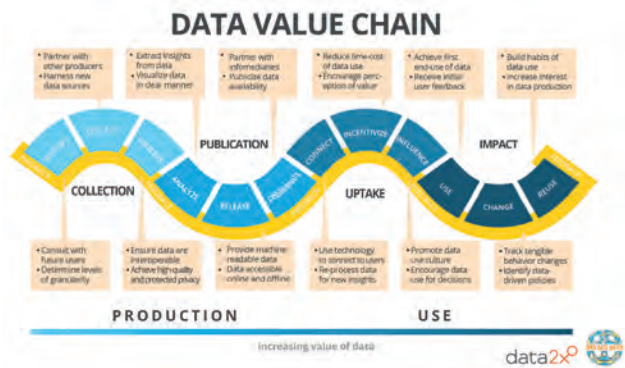 DATA VALUE CHAIN
• Partner with
other producers
• Harness new
data sources
• Extract insights
from data
• Visualize data
in clear manner
• Partner with
infomediaries
• Publicize data
availability
• Reduce time-cost
of data use
• Encourage perc-
eption of value
• Achieve first
end-use of data
• Receive initial
user feedback
• Build habits of
data use
• Increase interest
in data production
IDENTIFY
COLLECT
PROCESS
ANALYZE
RELEASE
DISSEMINATE
CONNECT
INCENTIVIZE
INFLUENCE
USE
CHANGE
REUSE
COLLECTION
PUBLICATION
UPTAKE
IMPACT
• Consult with
future users
• Determine levels
of granularity
• Ensure data are
interoperable
• Achieve high quality
and protected privacy
• Provide machine-
readable data
• Data accessible
online and offline
• Use technology
to connect to users
• Re-process data
for new insights
• Promote data
use culture
• Encourage data
use for decisions
• Track tangible
behavior changes
• Identify data-
driven policies
PRODUCTION
USE
increasing value of data
data2x